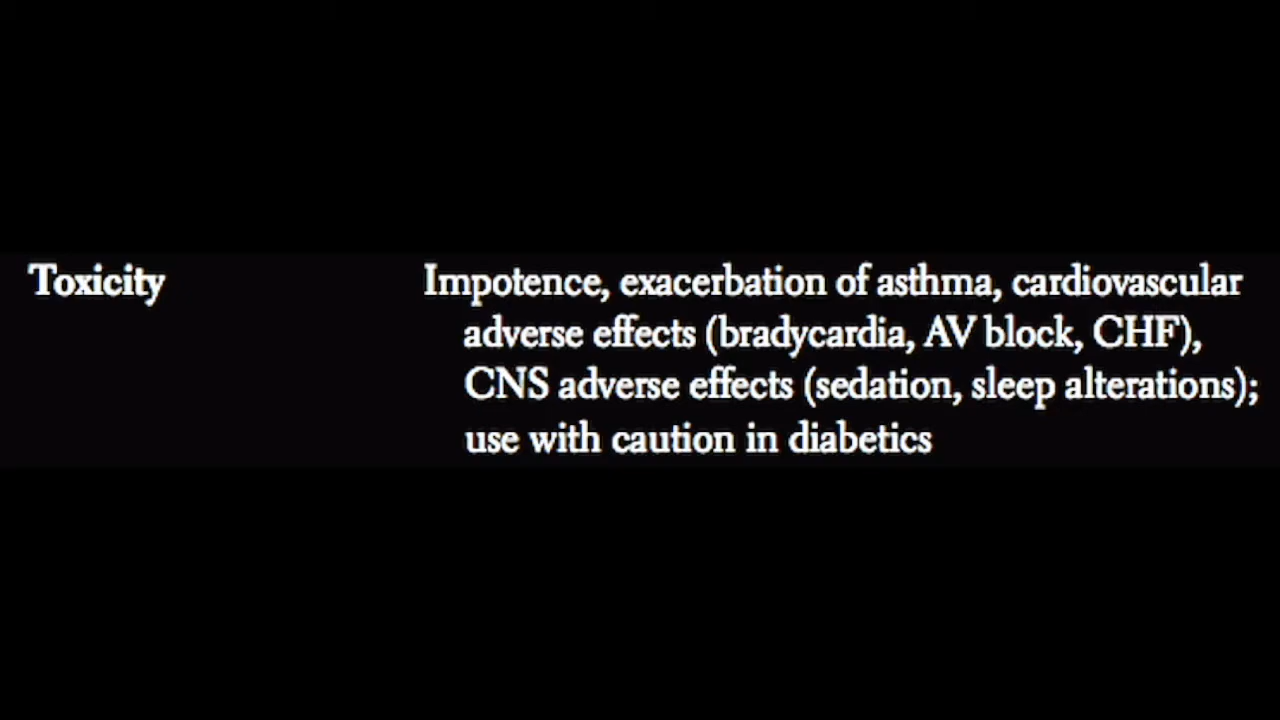 Toxicity Impotence, exacerbation of asthma, cardiovascular
adverse effects (bradycardia, AV block, CHF),
CNS adverse effects (sedation, sleep alterations);
use with caution in diabetics